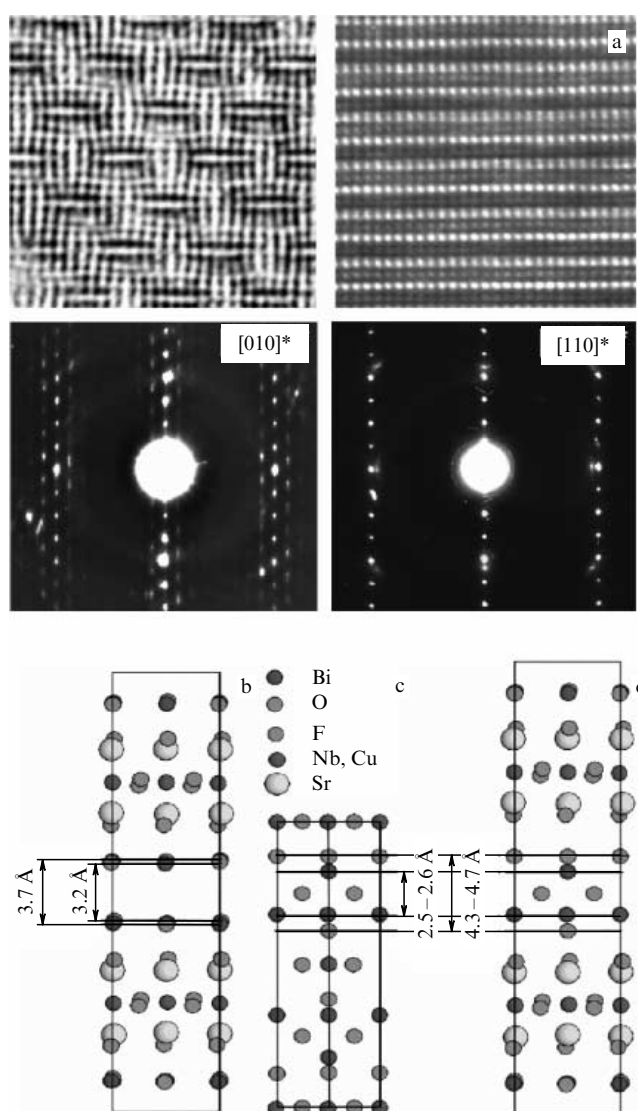 a
[010]*
[110]*
b
Bi
O
F
Nb, Cu
Sr
c
3.7 Å
3.2 Å
2.5 – 2.6 Å
4.3 – 4.7 Å